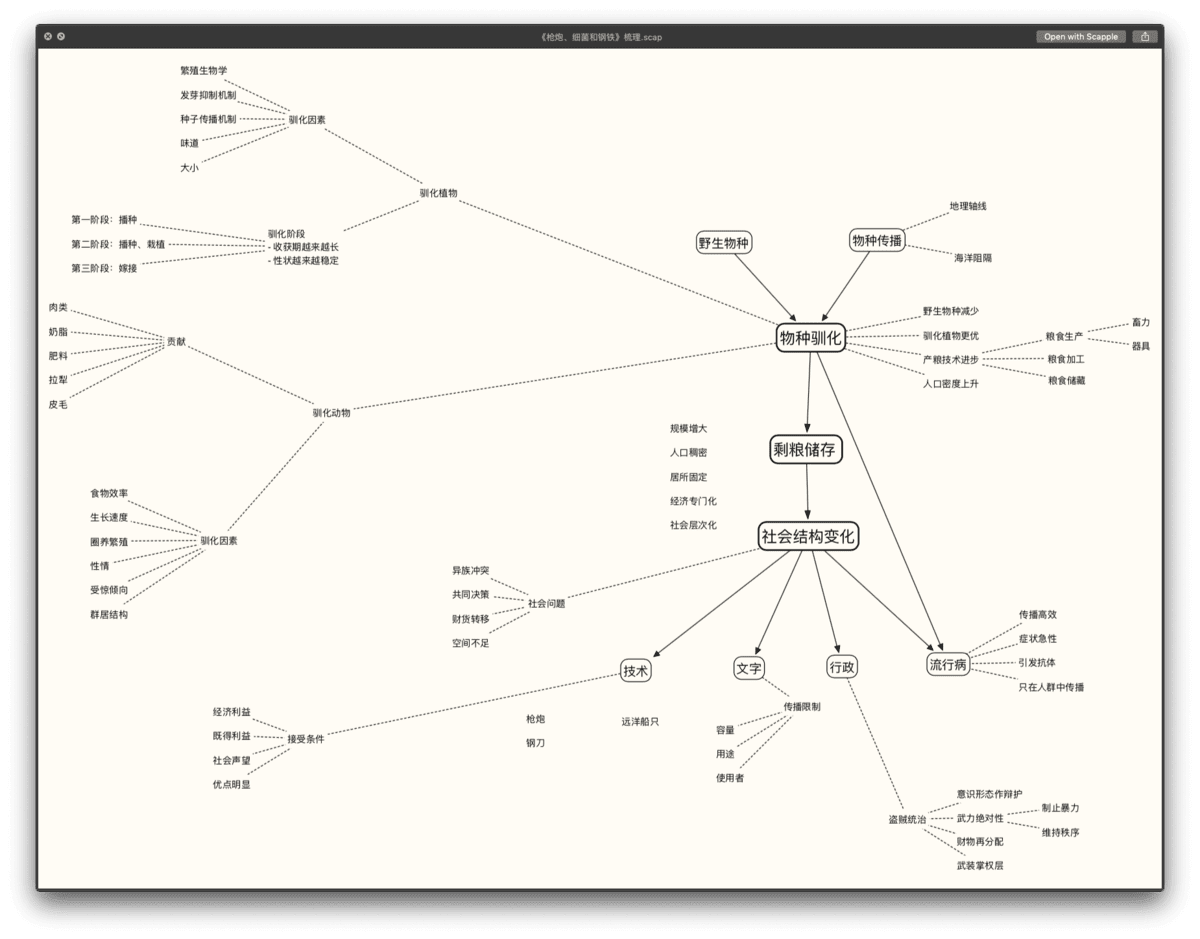 《枪炮、细菌和钢铁》梳理.scap
Open with Scapple
繁殖生物学
发芽抑制机制
种子传播机制
味道
大小
驯化因素
驯化植物
第一阶段：播种
第二阶段：播种、栽植
第三阶段：嫁接
驯化阶段
- 收获期越来越长
- 性状越来越稳定
肉类
奶脂
肥料
拉犁
皮毛
贡献
驯化动物
食物效率
生长速度
圈养繁殖
性情
受惊倾向
群居结构
驯化因素
野生物种
物种传播
地理轴线
海洋阻隔
物种驯化
野生物种减少
驯化植物更优
产粮技术进步
人口密度上升
粮食生产
粮食加工
粮食储藏
畜力
器具
规模增大
人口稠密
居所固定
经济专门化
社会层次化
剩粮储存
社会结构变化
异族冲突
共同决策
财货转移
空间不足
社会问题
技术
文字
行政
流行病
传播高效
症状急性
引发抗体
只在人群中传播
经济利益
既得利益
社会声望
优点明显
接受条件
枪炮
钢刀
远洋船只
传播限制
容量
用途
使用者
盗贼统治
意识形态作辩护
武力绝对性
财物再分配
武装掌权层
制止暴力
维持秩序